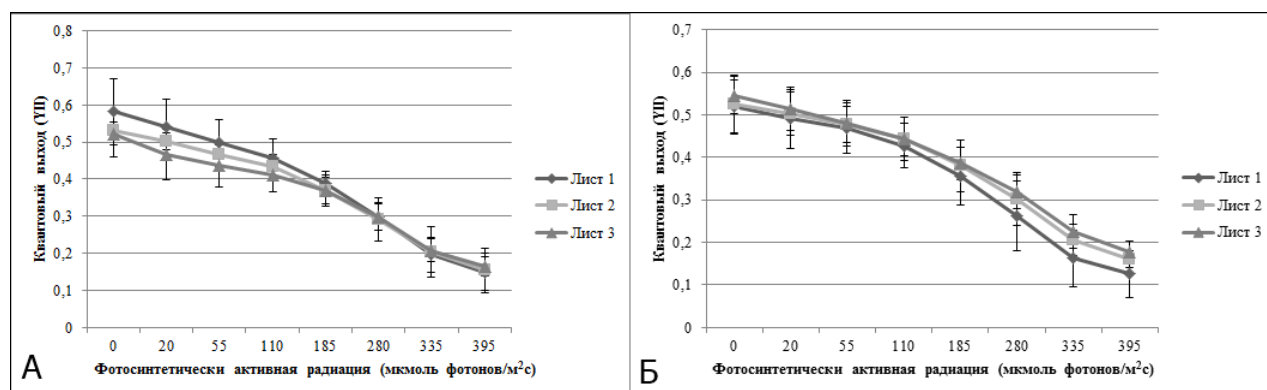 0,8
0,7
0,6
0,5
0,4
0,3
0,2
0,1
0
Квантовый выход (YII)
0 20 55 110 185 280 335 395
Фотосинтетически активная радиация (мкмоль фотонов/м²с)
Лист 1
Лист 2
Лист 3
А
0,7
0,6
0,5
0,4
0,3
0,2
0,1
0
Квантовый выход (YII)
0 20 55 110 185 280 335 395
Фотосинтетически активная радиация (мкмоль фотонов/м²с)
Лист 1
Лист 2
Лист 3
Б